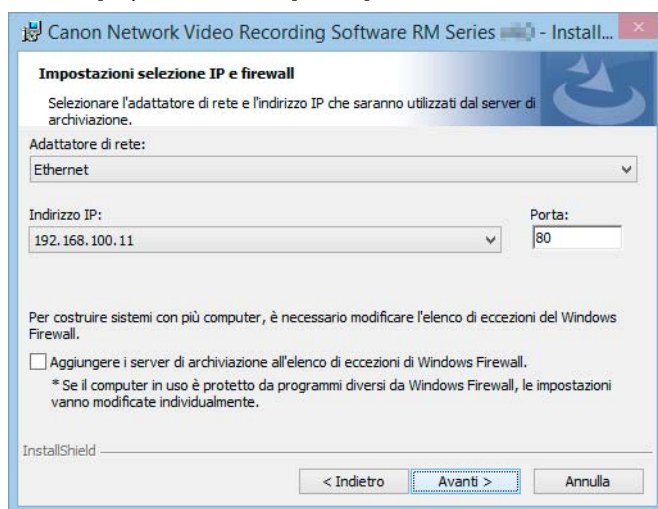 Canon Network Video Recording Software RM Series - Install...
Impostazioni selezione IP e firewall
Selezionare l'adattatore di rete e l'indirizzo IP che saranno utilizzati dal server di
archiviazione.
Adattatore di rete:
Ethernet
Indirizzo IP: Porta:
192.168.100.11 80
Per costruire sistemi con più computer, è necessario modificare l'elenco di eccezioni del Windows
Firewall.
Aggiungere i server di archiviazione all'elenco di eccezioni di Windows Firewall.
* Se il computer in uso è protetto da programmi diversi da Windows Firewall, le impostazioni
vanno modificate individualmente.
InstallShield
< Indietro Avanti > Annulla